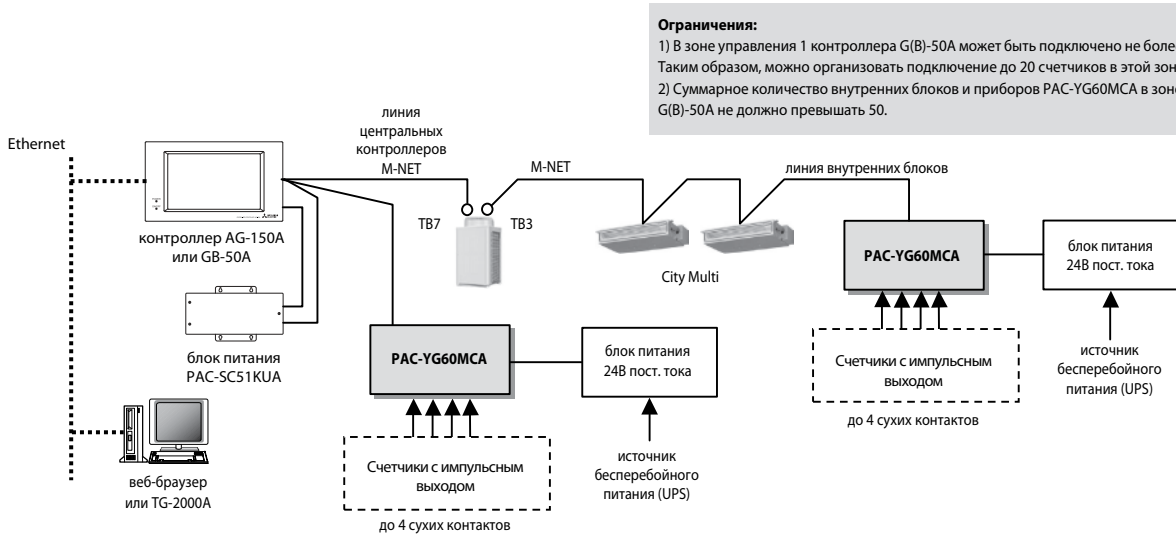 Ограничения:
1) В зоне управления 1 контроллера G(B)-50A может быть подключено не более
Таким образом, можно организовать подключение до 20 счетчиков в этой
2) Суммарное количество внутренних блоков и приборов PAC-YG60MCA в
G(B)-50A не должно превышать 50.
Ethernet
линия
центральных
контроллеров
M-NET
M-NET
линия внутренних блоков
TB7
TB3
контроллер AG-150A
или GB-50A
City Multi
PAC-YG60MCA
блок питания
24В пост. тока
блок питания
PAC-SC51KUA
PAC-YG60MCA
блок питания
24В пост. тока
Счетчики с импульсным
выходом
источник
бесперебойного
питания (UPS)
до 4 сухих контактов
веб-браузер
или TG-2000A
Счетчики с импульсным
выходом
источник
бесперебойного
питания (UPS)
до 4 сухих контактов